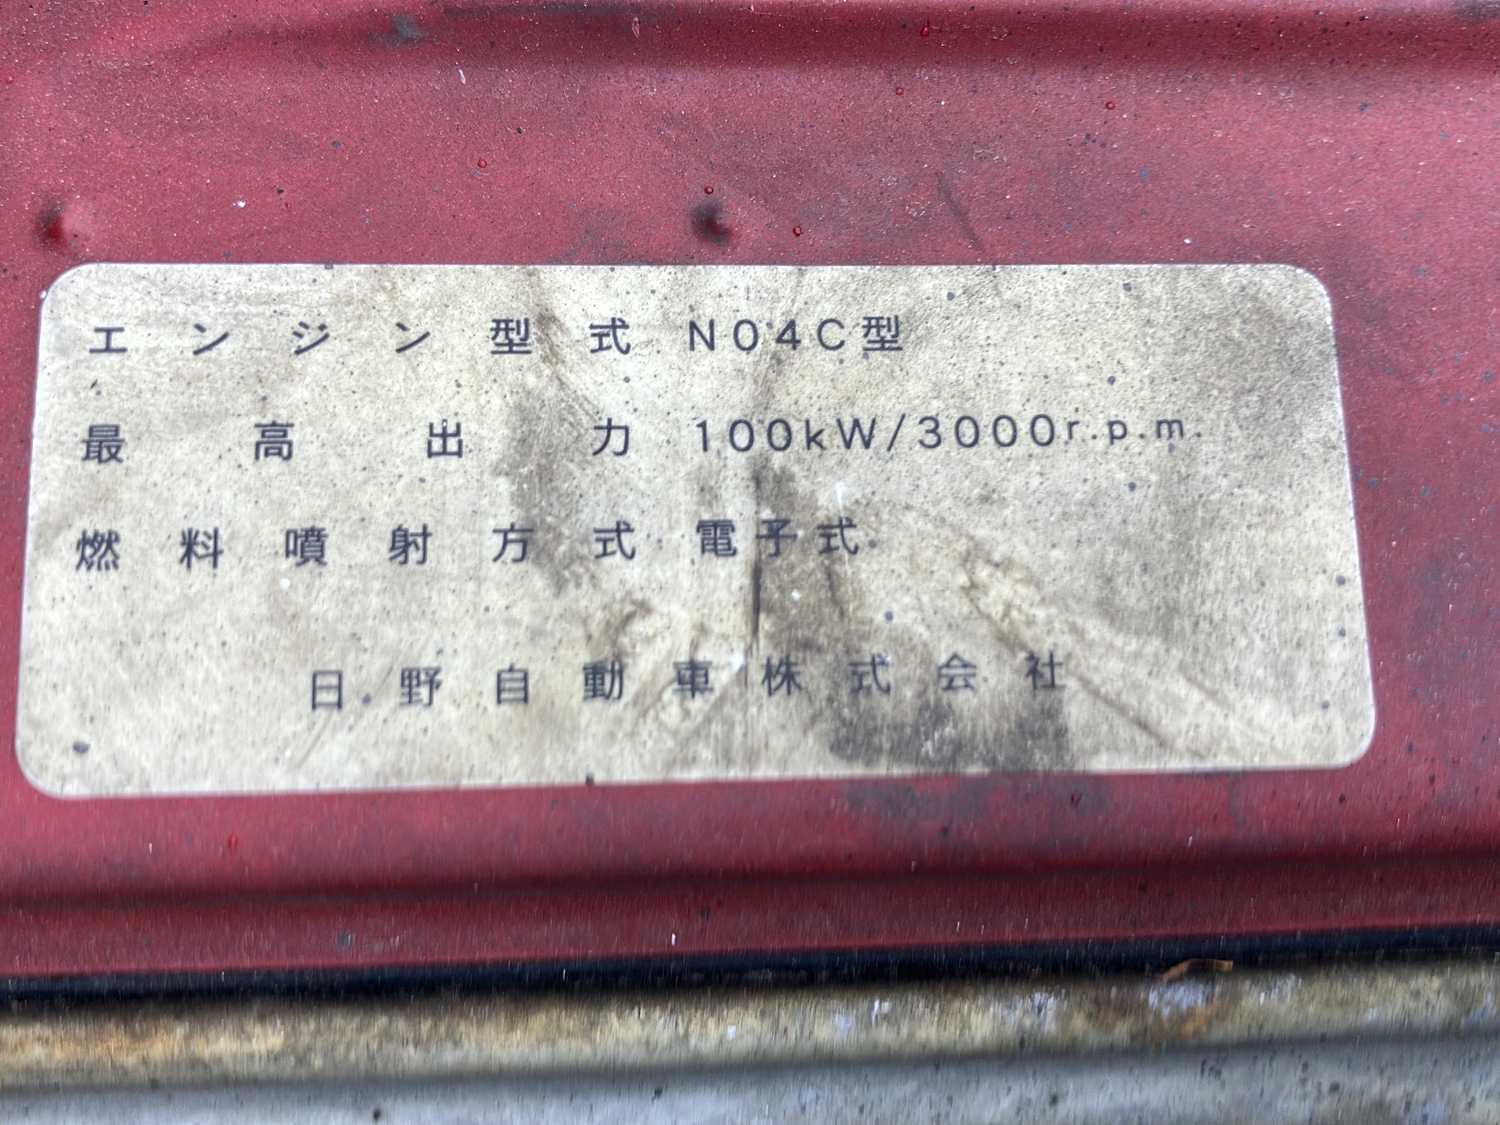 エンジン型式 N04C型
最高出力 100kW/3000r.p.m.
燃料噴射方式 電子式
日野自動車株式会社